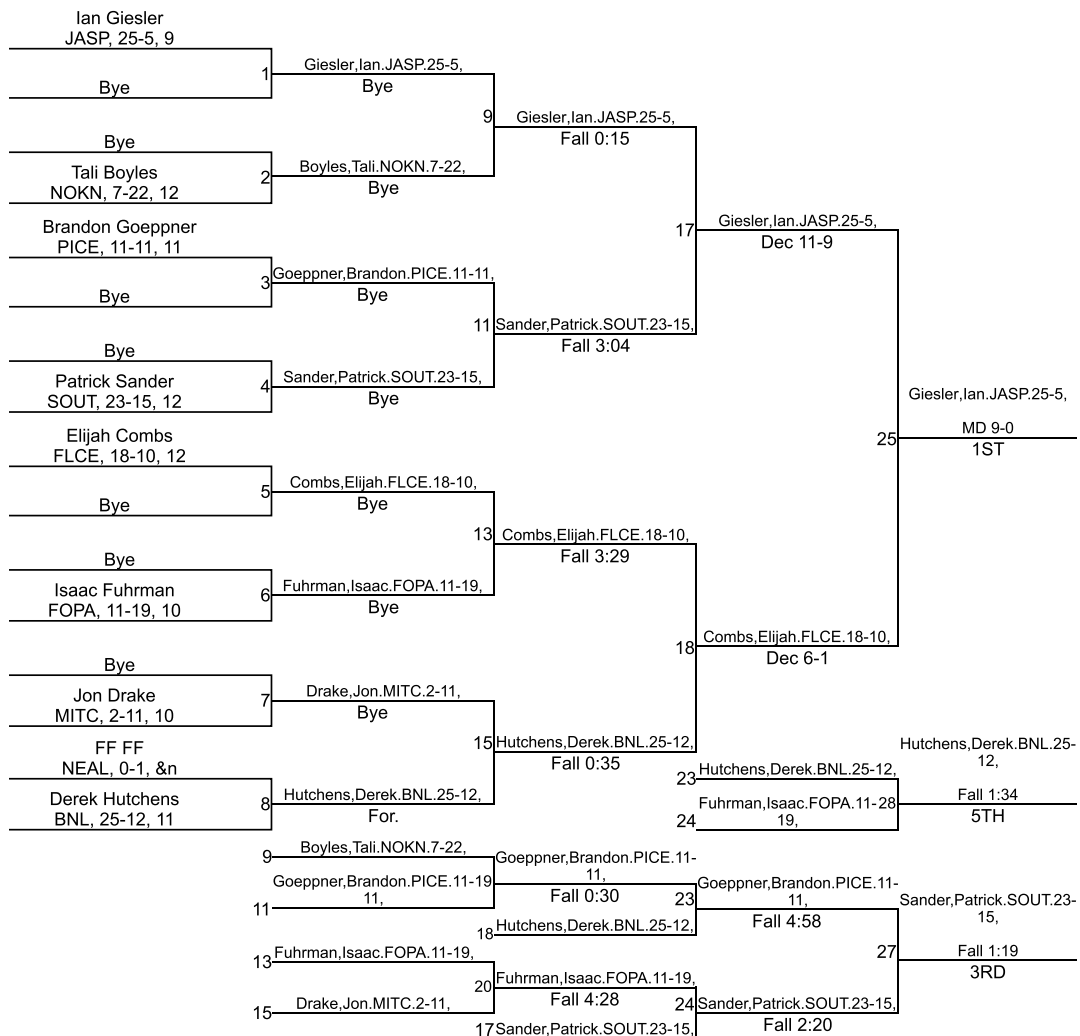 Ian Giesler
JASP, 25-5, 9
Giesler,Ian.JASP.25-5,
1
Bye
Bye
9
Giesler,Ian.JASP.25-5,
Fall 0:15
Bye
Boyles,Tali.NOKN.7-22,
Tali Boyles
2
NOKN, 7-22, 12
Bye
Brandon Goeppner
PICE, 11-11, 11
17
Giesler,Ian.JASP.25-5,
Dec 11-9
3
Goeppner,Brandon.PICE.11-11,
Bye
Bye
11
Sander,Patrick.SOUT.23-15,
Fall 3:04
Bye
Patrick Sander
SOUT, 23-15, 12
4
Sander,Patrick.SOUT.23-15,
Bye
Giesler,Ian.JASP.25-5,
25
MD 9-0
1ST
Elijah Combs
FLCE, 18-10, 12
5
Combs,Elijah.FLCE.18-10,
Bye
Bye
13
Combs,Elijah.FLCE.18-10,
Fall 3:29
Bye
Isaac Fuhrman
FOPA, 11-19, 10
6
Fuhrman,Isaac.FOPA.11-19,
Bye
18
Combs,Elijah.FLCE.18-10,
Dec 6-1
Bye
Jon Drake
MITC, 2-11, 10
7
Drake,Jon.MITC.2-11,
Bye
15
Hutchens,Derek.BNL.25-12,
Fall 0:35
FF FF
NEAL, 0-1, &n
Derek Hutchens
BNL, 25-12, 11
8
Hutchens,Derek.BNL.25-12,
For.
23
Hutchens,Derek.BNL.25-12,
24
Fuhrman,Isaac.FOPA.11-
19,
28
Hutchens,Derek.BNL.25-
12,
Fall 1:34
5TH
9
Boyles,Tali.NOKN.7-22,
11
Goeppner,Brandon.PICE.11-
11,
19
Goeppner,Brandon.PICE.11-
11,
Fall 0:30
18
Hutchens,Derek.BNL.25-12,
23
Goeppner,Brandon.PICE.11-
11,
Fall 4:58
13
Fuhrman,Isaac.FOPA.11-19,
15
Drake,Jon.MITC.2-11,
20
Fuhrman,Isaac.FOPA.11-19,
Fall 4:28
17
Sander,Patrick.SOUT.23-15,
24
Sander,Patrick.SOUT.23-15,
Fall 2:20
27
Sander,Patrick.SOUT.23-
15,
Fall 1:19
3RD